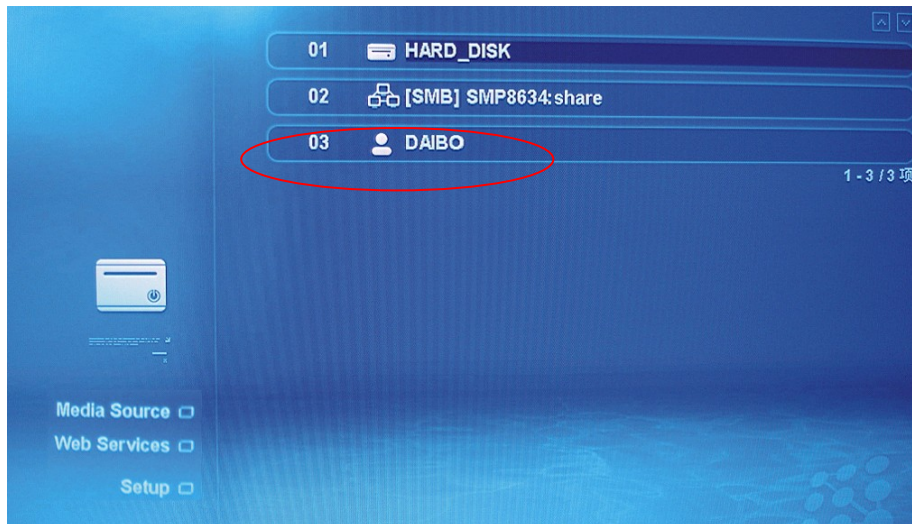 01 HARD_DISK
02 [SMB] SMP8634:share
03 DAIBO
1 - 3 / 3 项
Media Source
Web Services
Setup